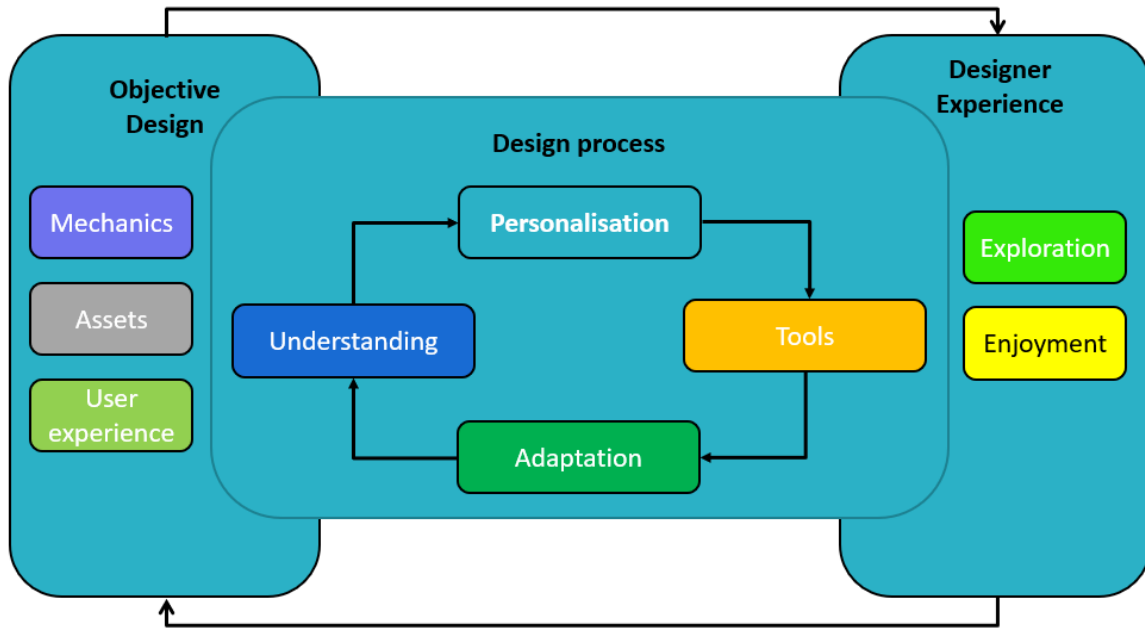 Objective
Design
Mechanics
Assets
User
experience
Design process
Personalisation
Understanding
Tools
Adaptation
Designer
Experience
Exploration
Enjoyment